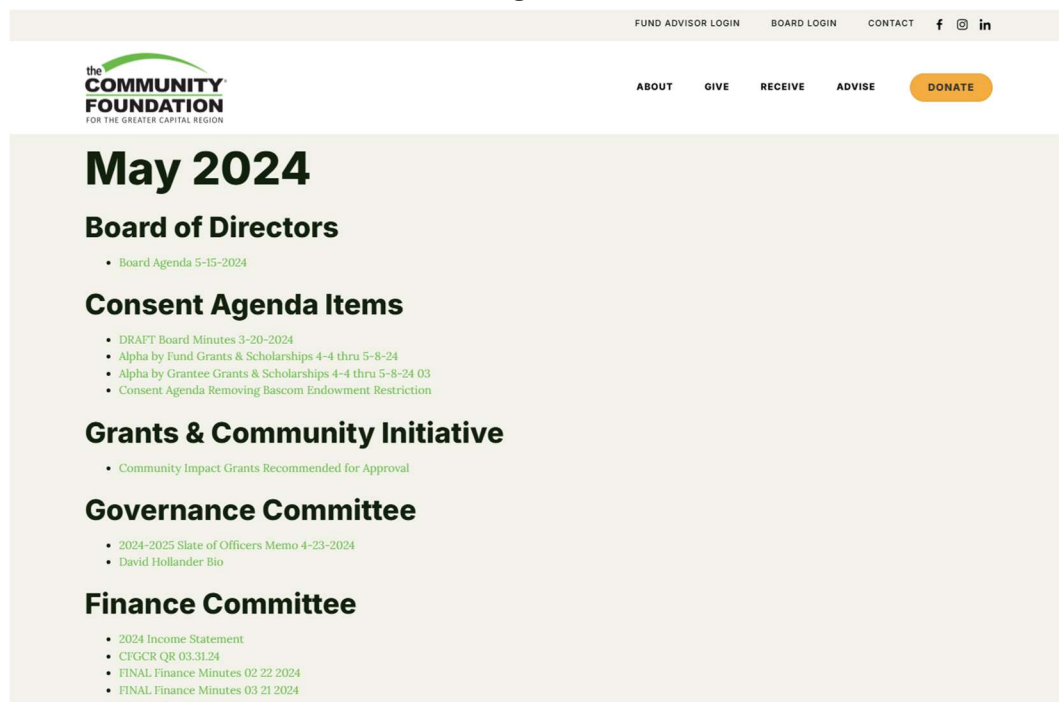 FUND ADVISOR LOGIN BOARD LOGIN CONTACT
the
COMMUNITY
FOUNDATION
FOR THE GREATER CAPITAL REGION
ABOUT GIVE RECEIVE ADVISE DONATE
May 2024
Board of Directors
Board Agenda 5-15-2024
Consent Agenda Items
DRAFT Board Minutes 3-20-2024
Alpha by Fund Grants & Scholarships 4-4 thru 5-8-24
Alpha by Grantee Grants & Scholarships 4-4 thru 5-8-24 03
Consent Agenda Removing Bascom Endowment Restriction
Grants & Community Initiative
Community Impact Grants Recommended for Approval
Governance Committee
2024-2025 Slate of Officers Memo 4-23-2024
David Hollander Bio
Finance Committee
2024 Income Statement
CFGCR QR 03.31.24
FINAL Finance Minutes 02 22 2024
FINAL Finance Minutes 03 21 2024